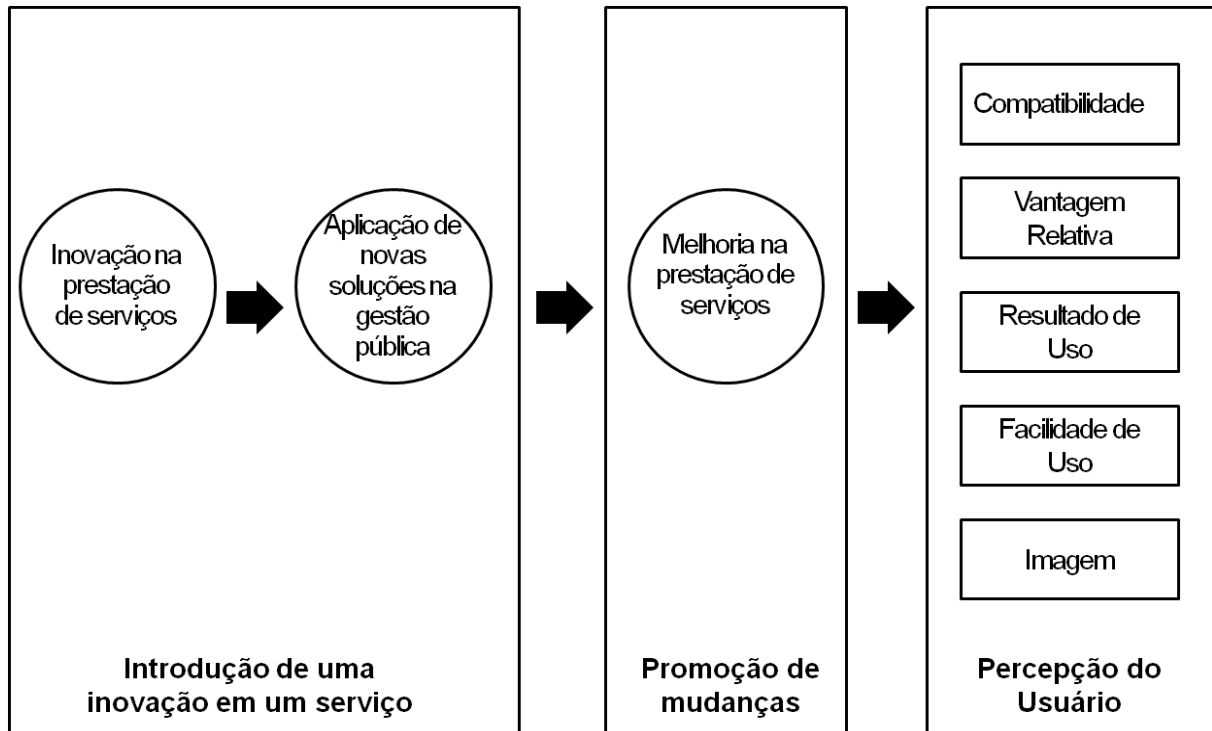 Inovação na
prestação
de serviços
Aplicação de
novas
soluções na
gestão
pública
Introdução de uma
inovação em um serviço
Melhoria na
prestação de
serviços
Promoção de
mudanças
Compatibilidade
Vantagem
Relativa
Resultado de
Uso
Facilidade de
Uso
Imagem
Percepção do
Usuário